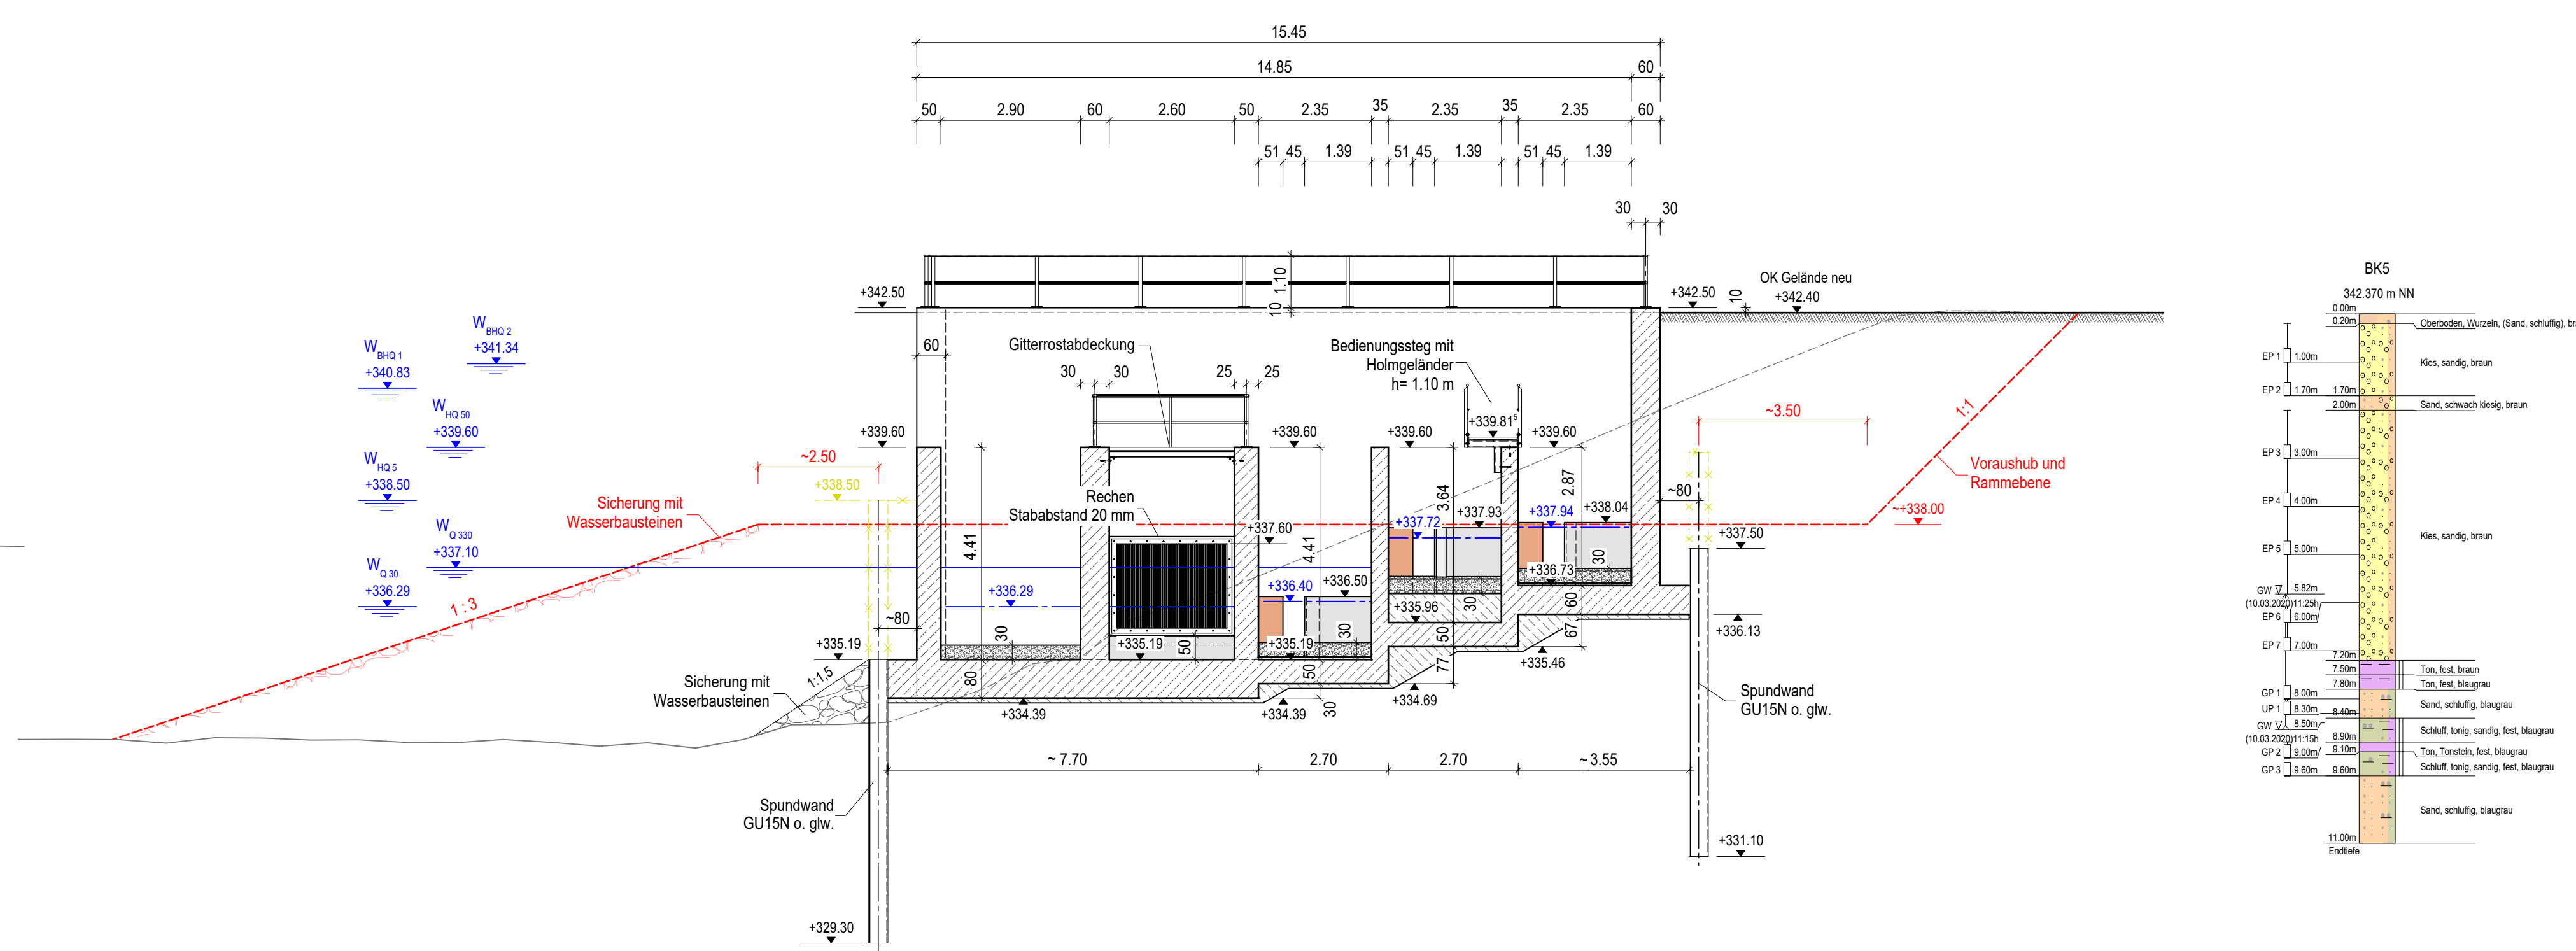 15.45
14.85
60
50
2.90
60
2.60
50
2.35
35
2.35
35
2.35
60
51
45
1.39
51
45
1.39
51
45
1.39
30
30
1.10
10
+342.50
+342.50
10
OK Gelände neu
+342.40
W BHQ 2
+341.34
W BHQ 1
+340.83
W HQ 50
+339.60
W HQ 5
+338.50
W Q 330
+337.10
W Q 30
+336.29
60
Gitterrostabdeckung
30
30
25
25
Bedienungssteg mit
Holmgeländer
h= 1.10 m
+339.81⁵
+339.60
+339.60
+339.60
+339.60
~2.50
+338.50
Sicherung mit
Wasserbausteinen
1 : 3
~80
+335.19
1:1,5
Sicherung mit
Wasserbausteinen
4.41
Rechen
Stababstand 20 mm
+337.60
4.41
3.64
2.87
+337.72
+337.93
+337.94
+338.04
+336.29
30
80
+335.19
50
+336.40
+336.50
30
+335.19
50
30
+335.96
30
50
77
+336.73
30
60
67
+334.39
+334.39
+334.69
+335.46
~3.50
1:1
Voraushub und
Rammebene
~80
~+338.00
+337.50
+336.13
Spundwand
GU15N o. glw.
~ 7.70
2.70
2.70
~ 3.55
Spundwand
GU15N o. glw.
+331.10
+329.30
BK5
342.370 m NN
0.00m
0.20m
Oberboden, Wurzeln, (Sand, schluffig), br
EP 1
1.00m
Kies, sandig, braun
EP 2
1.70m
1.70m
2.00m
Sand, schwach kiesig, braun
EP 3
3.00m
EP 4
4.00m
Kies, sandig, braun
EP 5
5.00m
GW
5.82m
(10.03.2020)11:25h
EP 6
6.00m
EP 7
7.00m
7.20m
7.50m
Ton, fest, braun
7.80m
Ton, fest, blaugrau
GP 1
8.00m
Sand, schluffig, blaugrau
UP 1
8.30m
8.40m
GW
8.50m
Schluff, tonig, sandig, fest, blaugrau
(10.03.2020)11:15h
8.90m
GP 2
9.00m
9.10m
Ton, Tonstein, fest, blaugrau
GP 3
9.60m
9.60m
Schluff, tonig, sandig, fest, blaugrau
Sand, schluffig, blaugrau
11.00m
Endtiefe